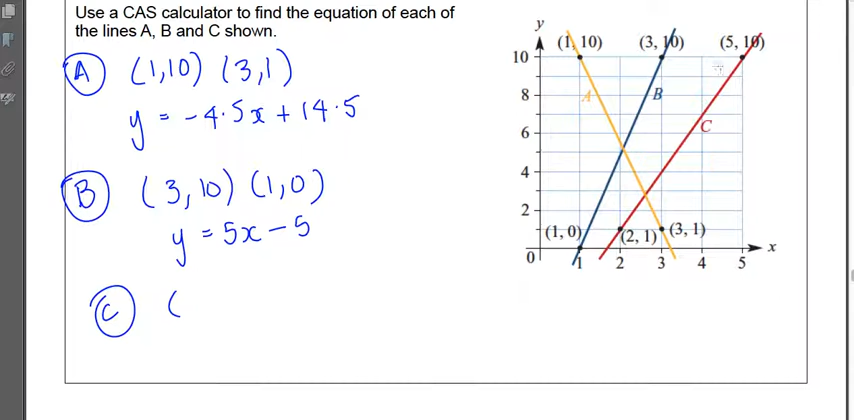 Use a CAS calculator to find the equation of each of
the lines A, B and C shown.
A (1,10) (3,1)
y = -4.5x + 14.5
B (3,10) (1,0)
y = 5x - 5
C (
y
(1, 10) (3, 10) (5, 10)
10
8 A B
6 C
4
2
(1, 0) (2, 1) (3, 1)
0 1 2 3 4 5 x